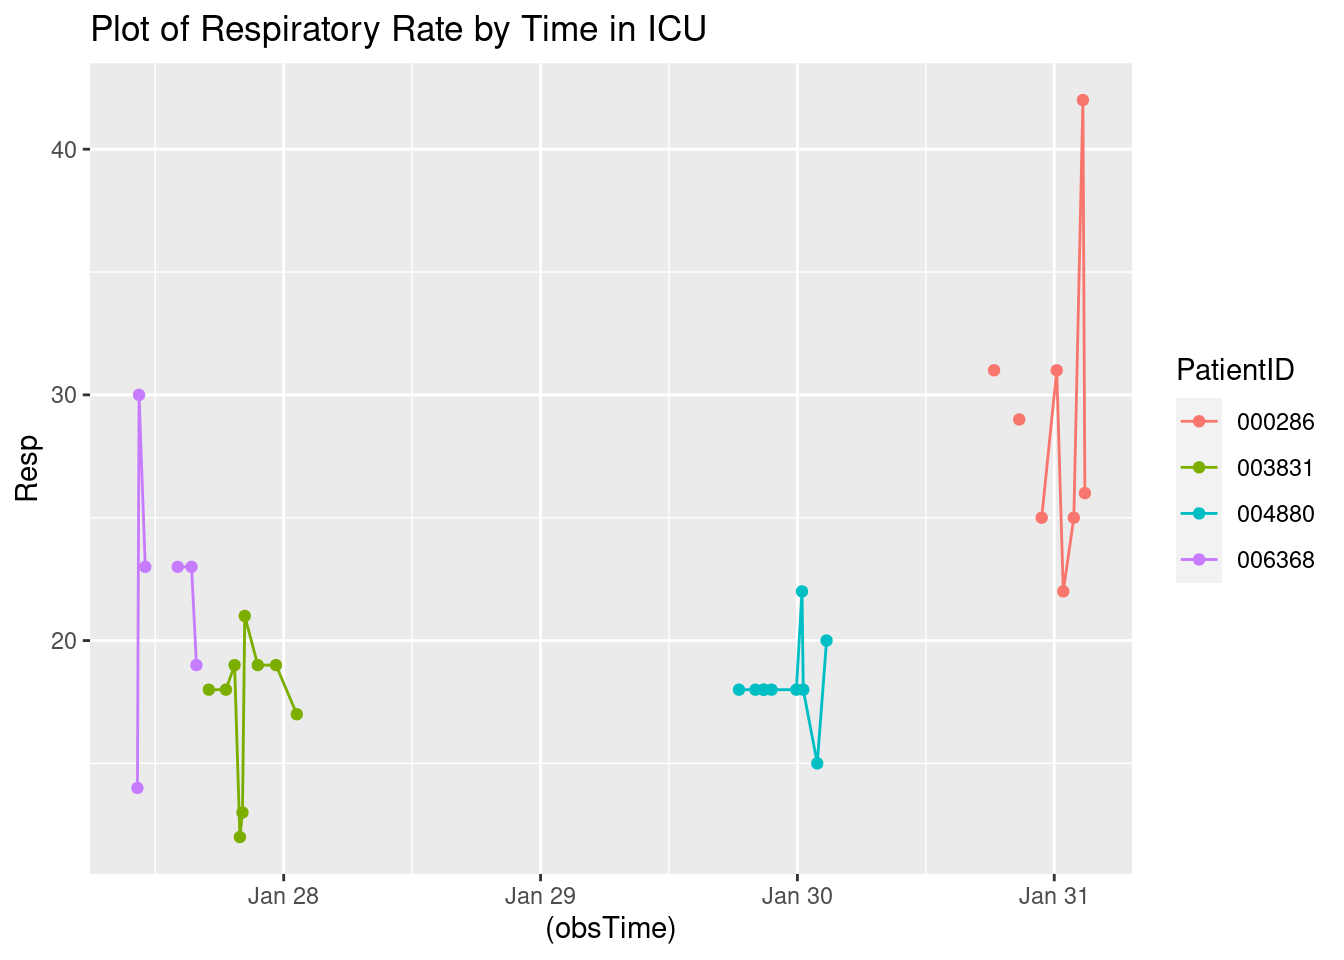 Plot of Respiratory Rate by Time in ICU
40
30
20
Resp
Jan 28
Jan 29
Jan 30
Jan 31
(obsTime)
PatientID
000286
003831
004880
006368